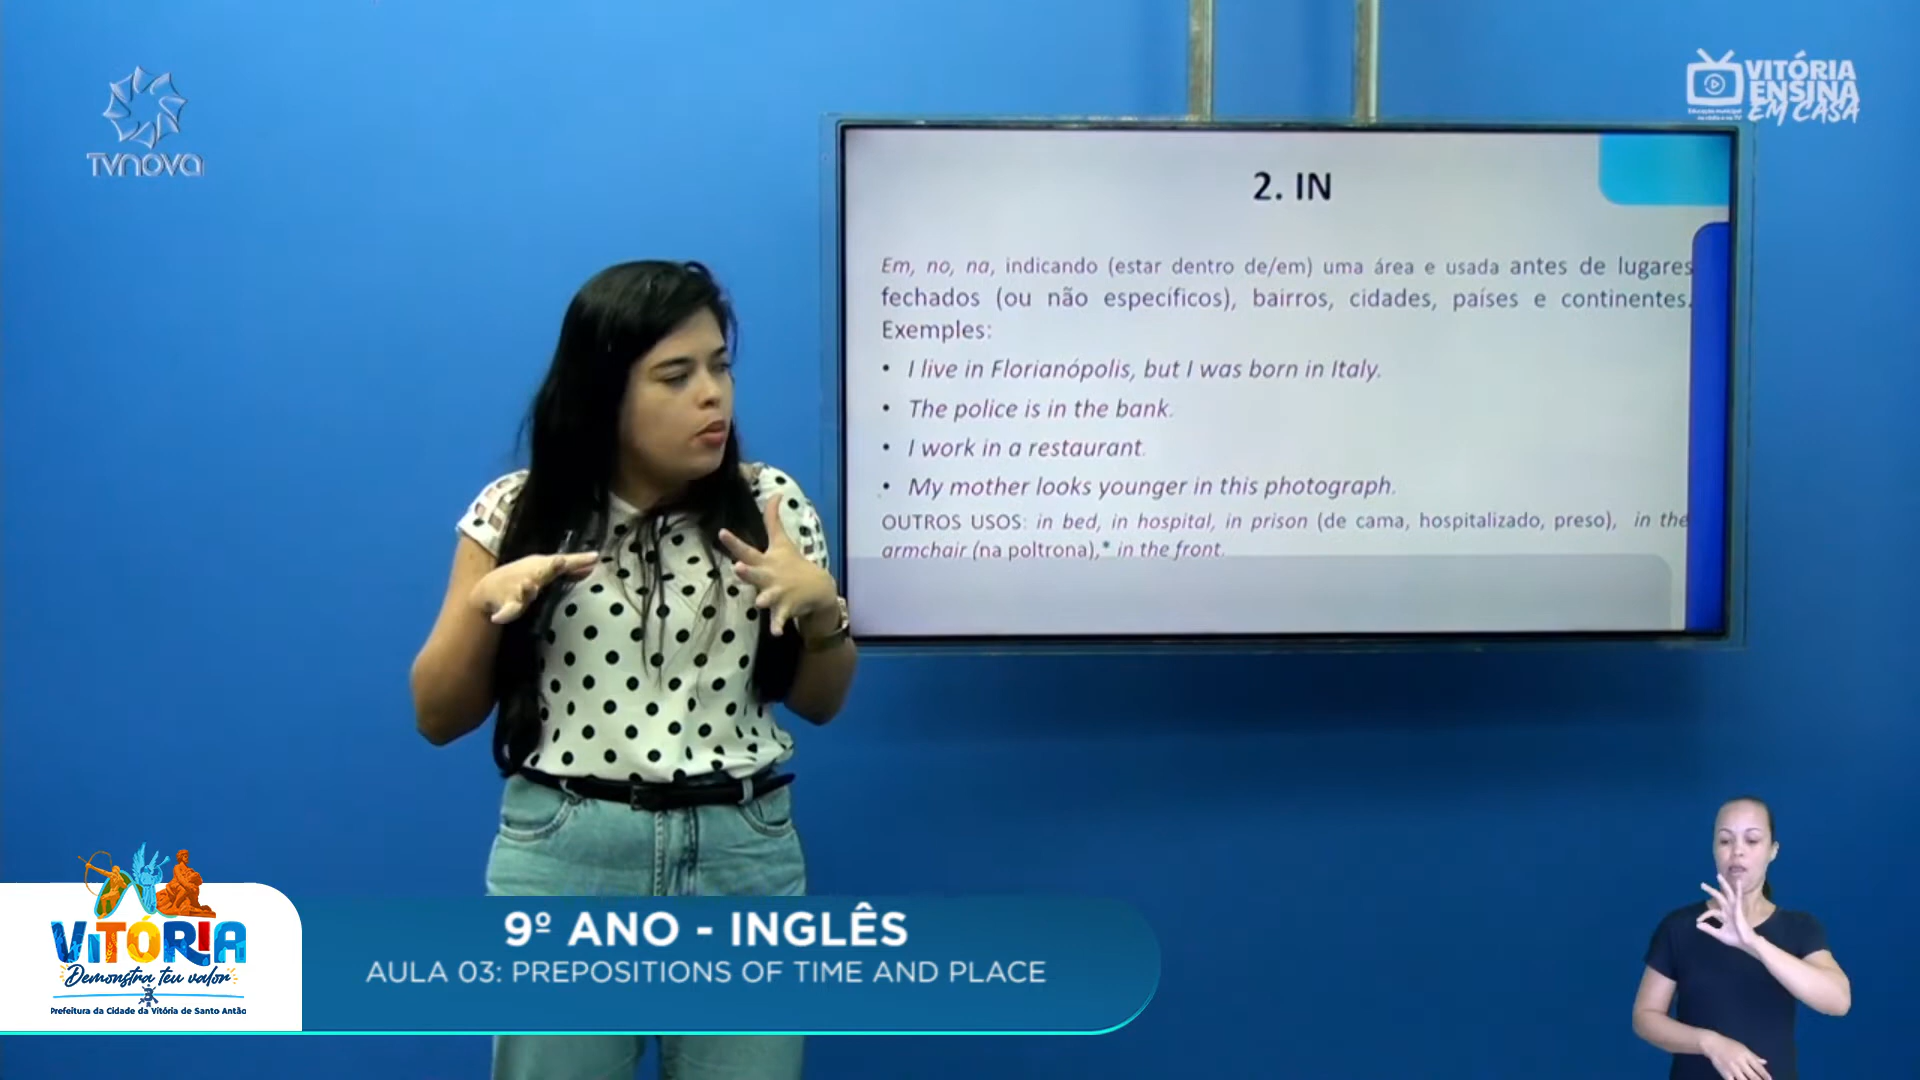 TVNOVA
VITÓRIA
ENSINA
EM CASA
2. IN
Em, no, na, indicando (estar dentro de/em) uma área e usada antes de lugares
fechados (ou não específicos), bairros, cidades, países e continentes.
Exemples:
• I live in Florianópolis, but I was born in Italy.
• The police is in the bank.
• I work in a restaurant.
• My mother looks younger in this photograph.
OUTROS USOS: in bed, in hospital, in prison (de cama, hospitalizado, preso), in the
armchair (na poltrona),* in the front.
9º ANO - INGLÊS
AULA 03: PREPOSITIONS OF TIME AND PLACE
VITÓRIA
Demonstra teu valor
Prefeitura da Cidade da Vitória de Santo Antão